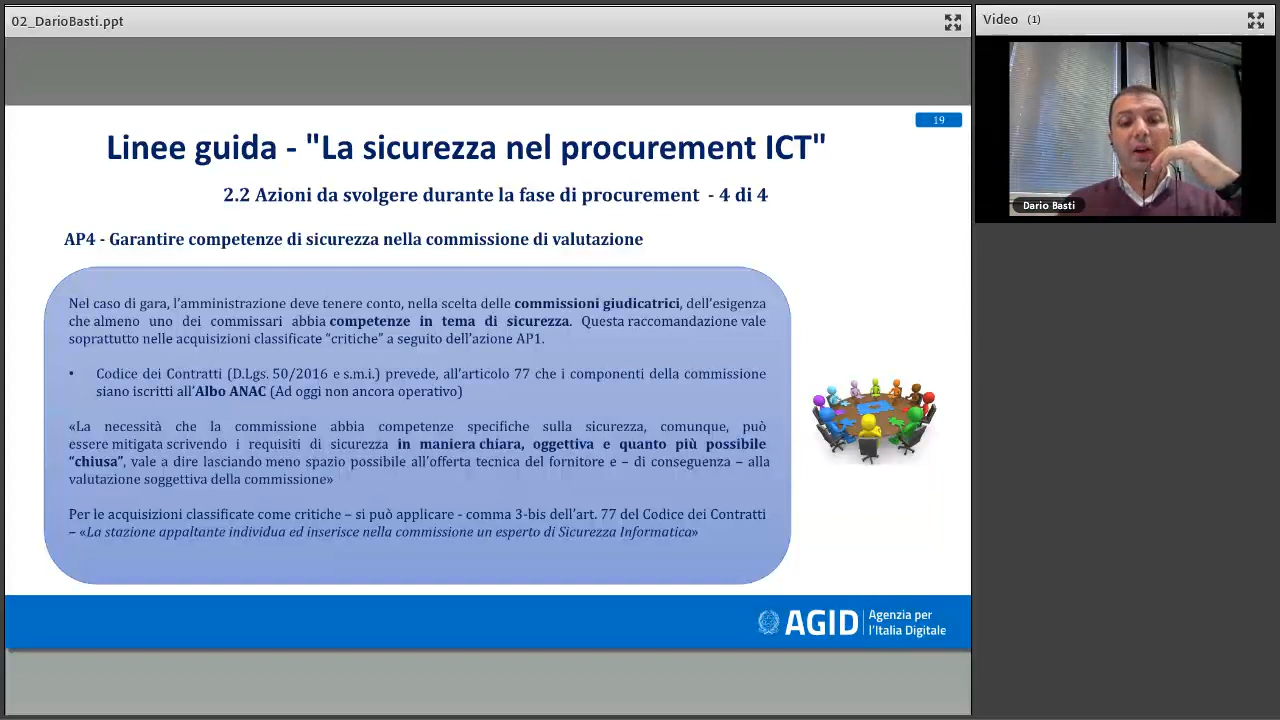 02_DarioBasti.ppt
Video (1)
19
Linee guida - "La sicurezza nel procurement ICT"
2.2 Azioni da svolgere durante la fase di procurement - 4 di 4
AP4 - Garantire competenze di sicurezza nella commissione di valutazione
Nel caso di gara, l’amministrazione deve tenere conto, nella scelta delle commissioni giudicatrici, dell’esigenza
che almeno uno dei commissari abbia competenze in tema di sicurezza. Questa raccomandazione vale
soprattutto nelle acquisizioni classificate “critiche” a seguito dell’azione AP1.
• Codice dei Contratti (D.Lgs. 50/2016 e s.m.i.) prevede, all’articolo 77 che i componenti della commissione
siano iscritti all’Albo ANAC (Ad oggi non ancora operativo)
«La necessità che la commissione abbia competenze specifiche sulla sicurezza, comunque, può
essere mitigata scrivendo i requisiti di sicurezza in maniera chiara, oggettiva e quanto più possibile
“chiusa”, vale a dire lasciando meno spazio possibile all’offerta tecnica del fornitore e – di conseguenza – alla
valutazione soggettiva della commissione»
Per le acquisizioni classificate come critiche – si può applicare - comma 3-bis dell’art. 77 del Codice dei Contratti
– «La stazione appaltante individua ed inserisce nella commissione un esperto di Sicurezza Informatica»
AGID
Agenzia per
l’Italia Digitale
Dario Basti